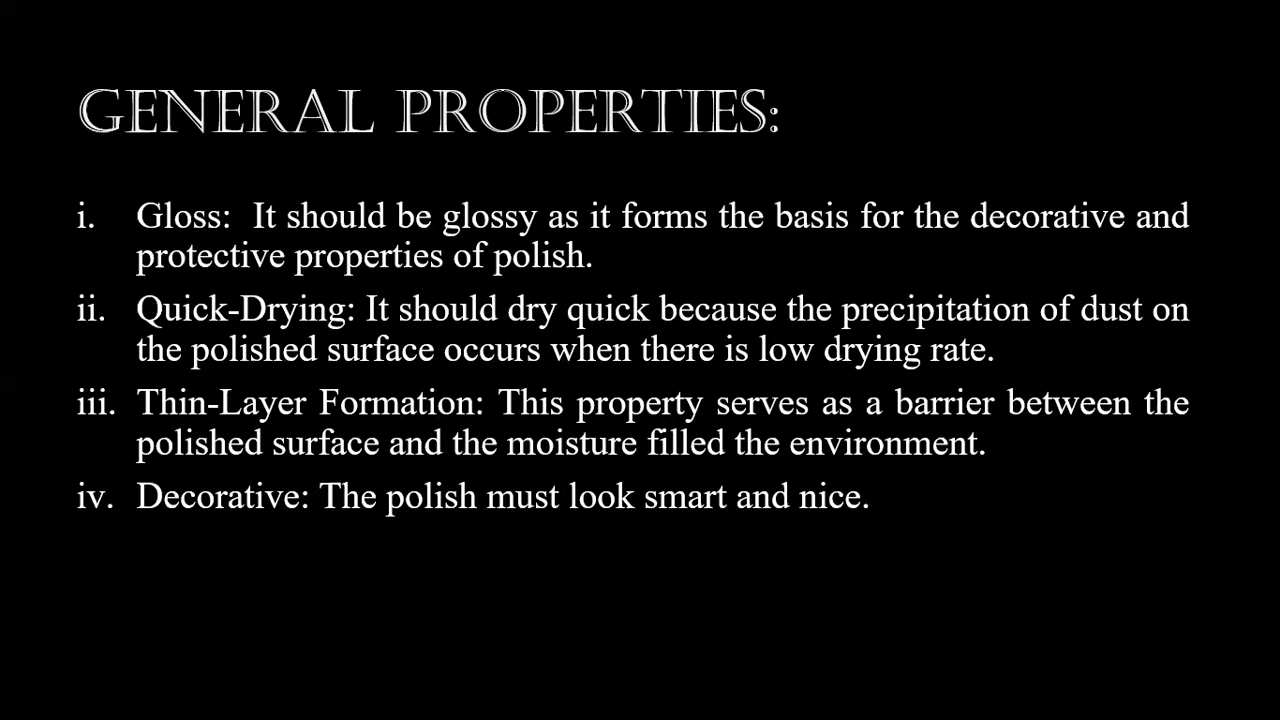 GENERAL PROPERTIES:
i. Gloss: It should be glossy as it forms the basis for the decorative and
protective properties of polish.
ii. Quick-Drying: It should dry quick because the precipitation of dust on
the polished surface occurs when there is low drying rate.
iii. Thin-Layer Formation: This property serves as a barrier between the
polished surface and the moisture filled the environment.
iv. Decorative: The polish must look smart and nice.